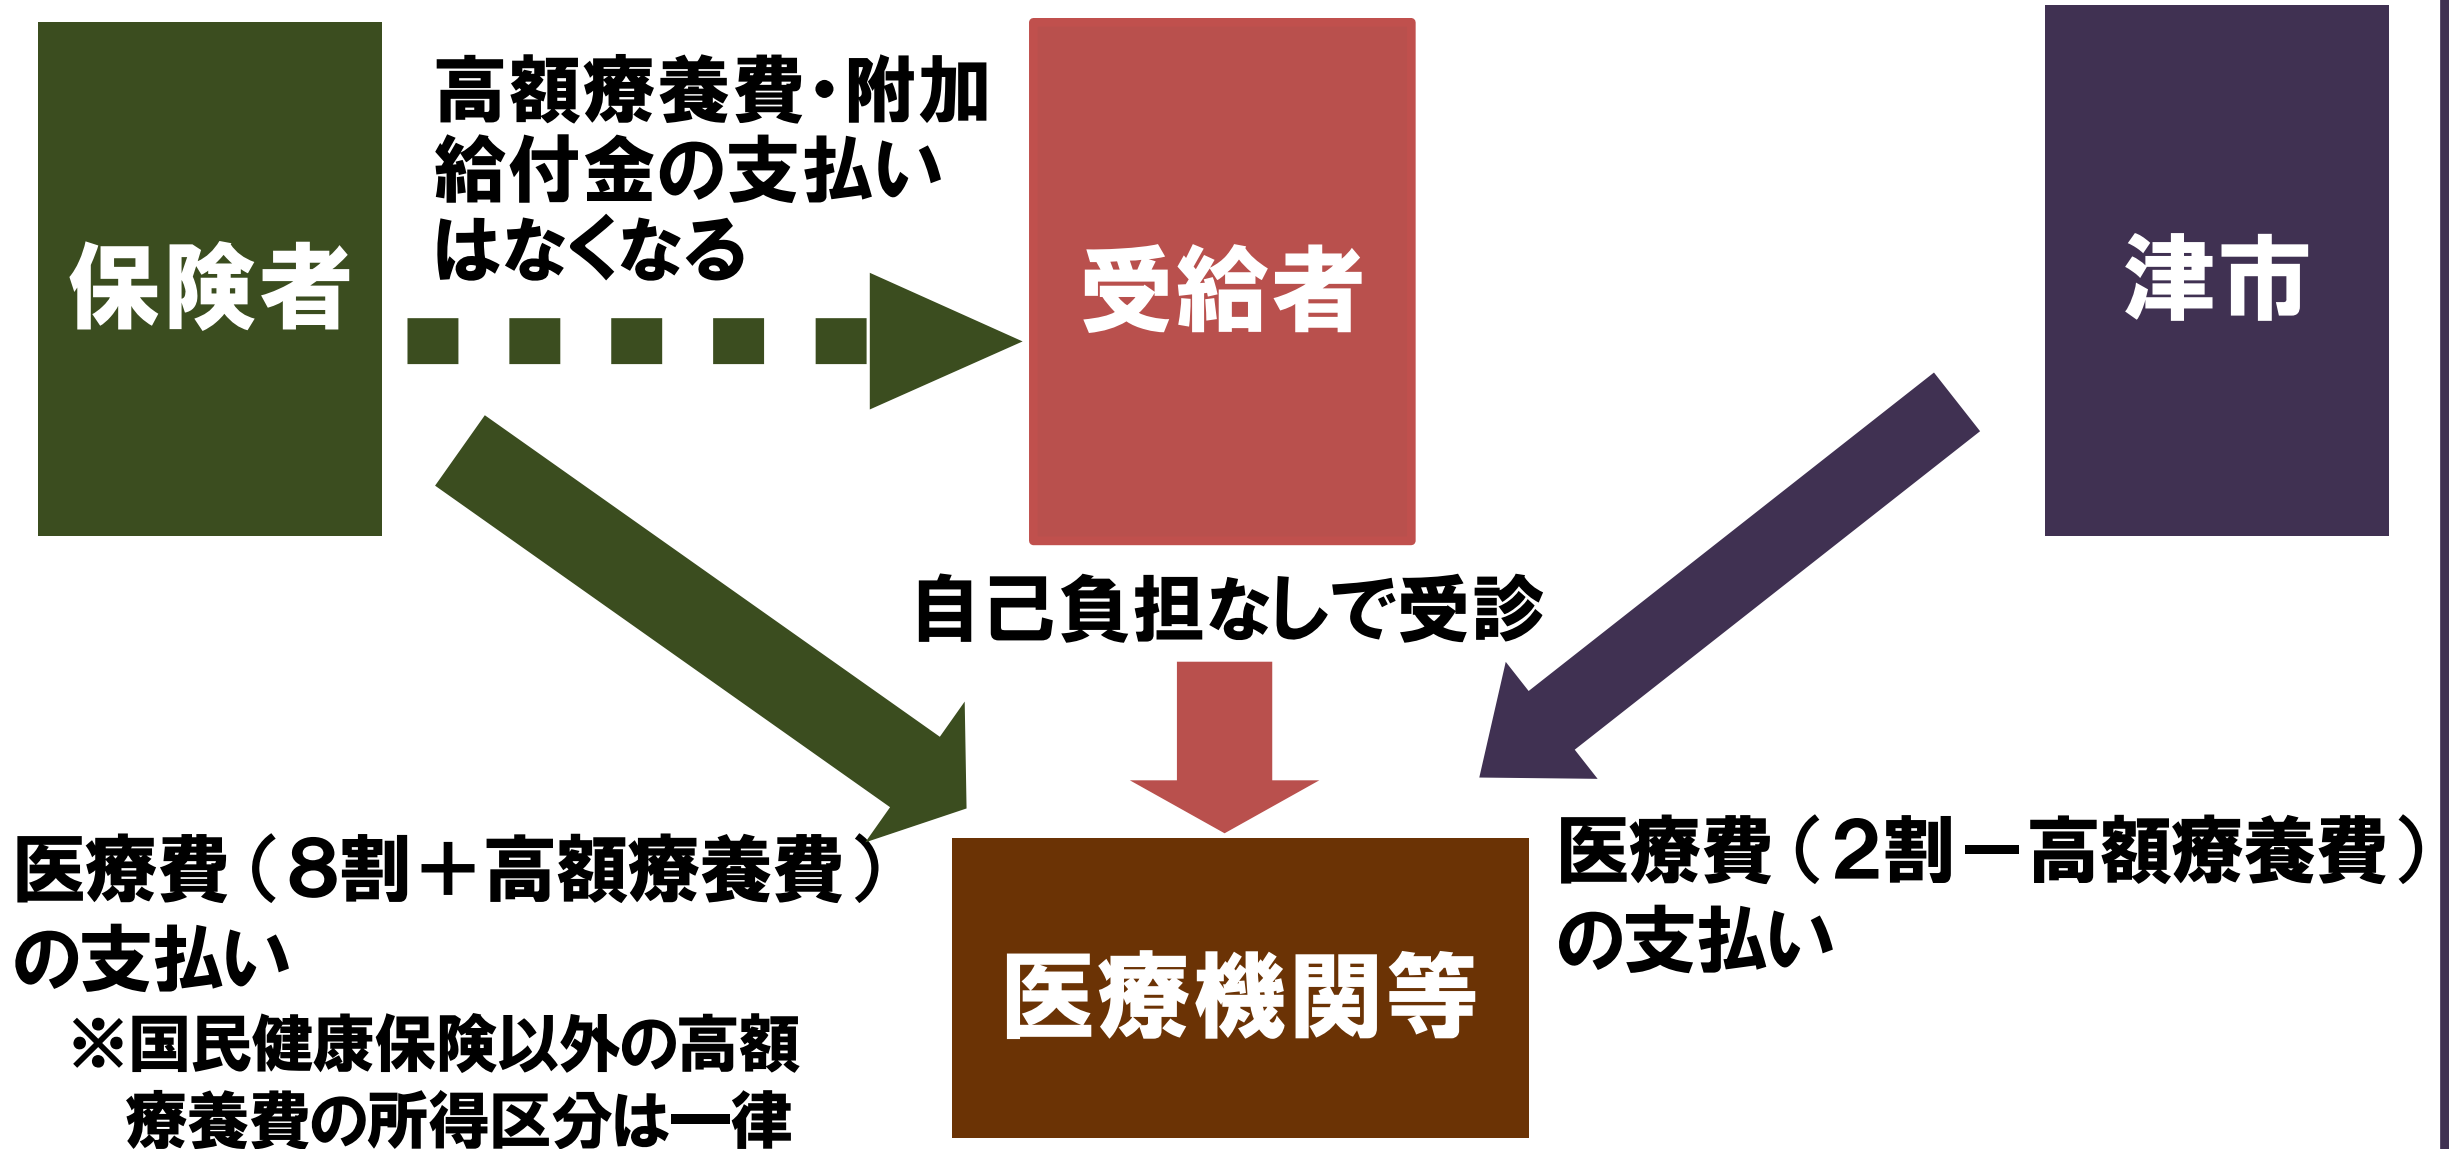 保険者
高額療養費・附加
給付金の支払い
はなくなる
受給者
津市
自己負担なしで受診
医療費（８割＋高額療養費）
の支払い
※国民健康保険以外の高額
療養費の所得区分は一律
医療機関等
医療費（２割－高額療養費）
の支払い